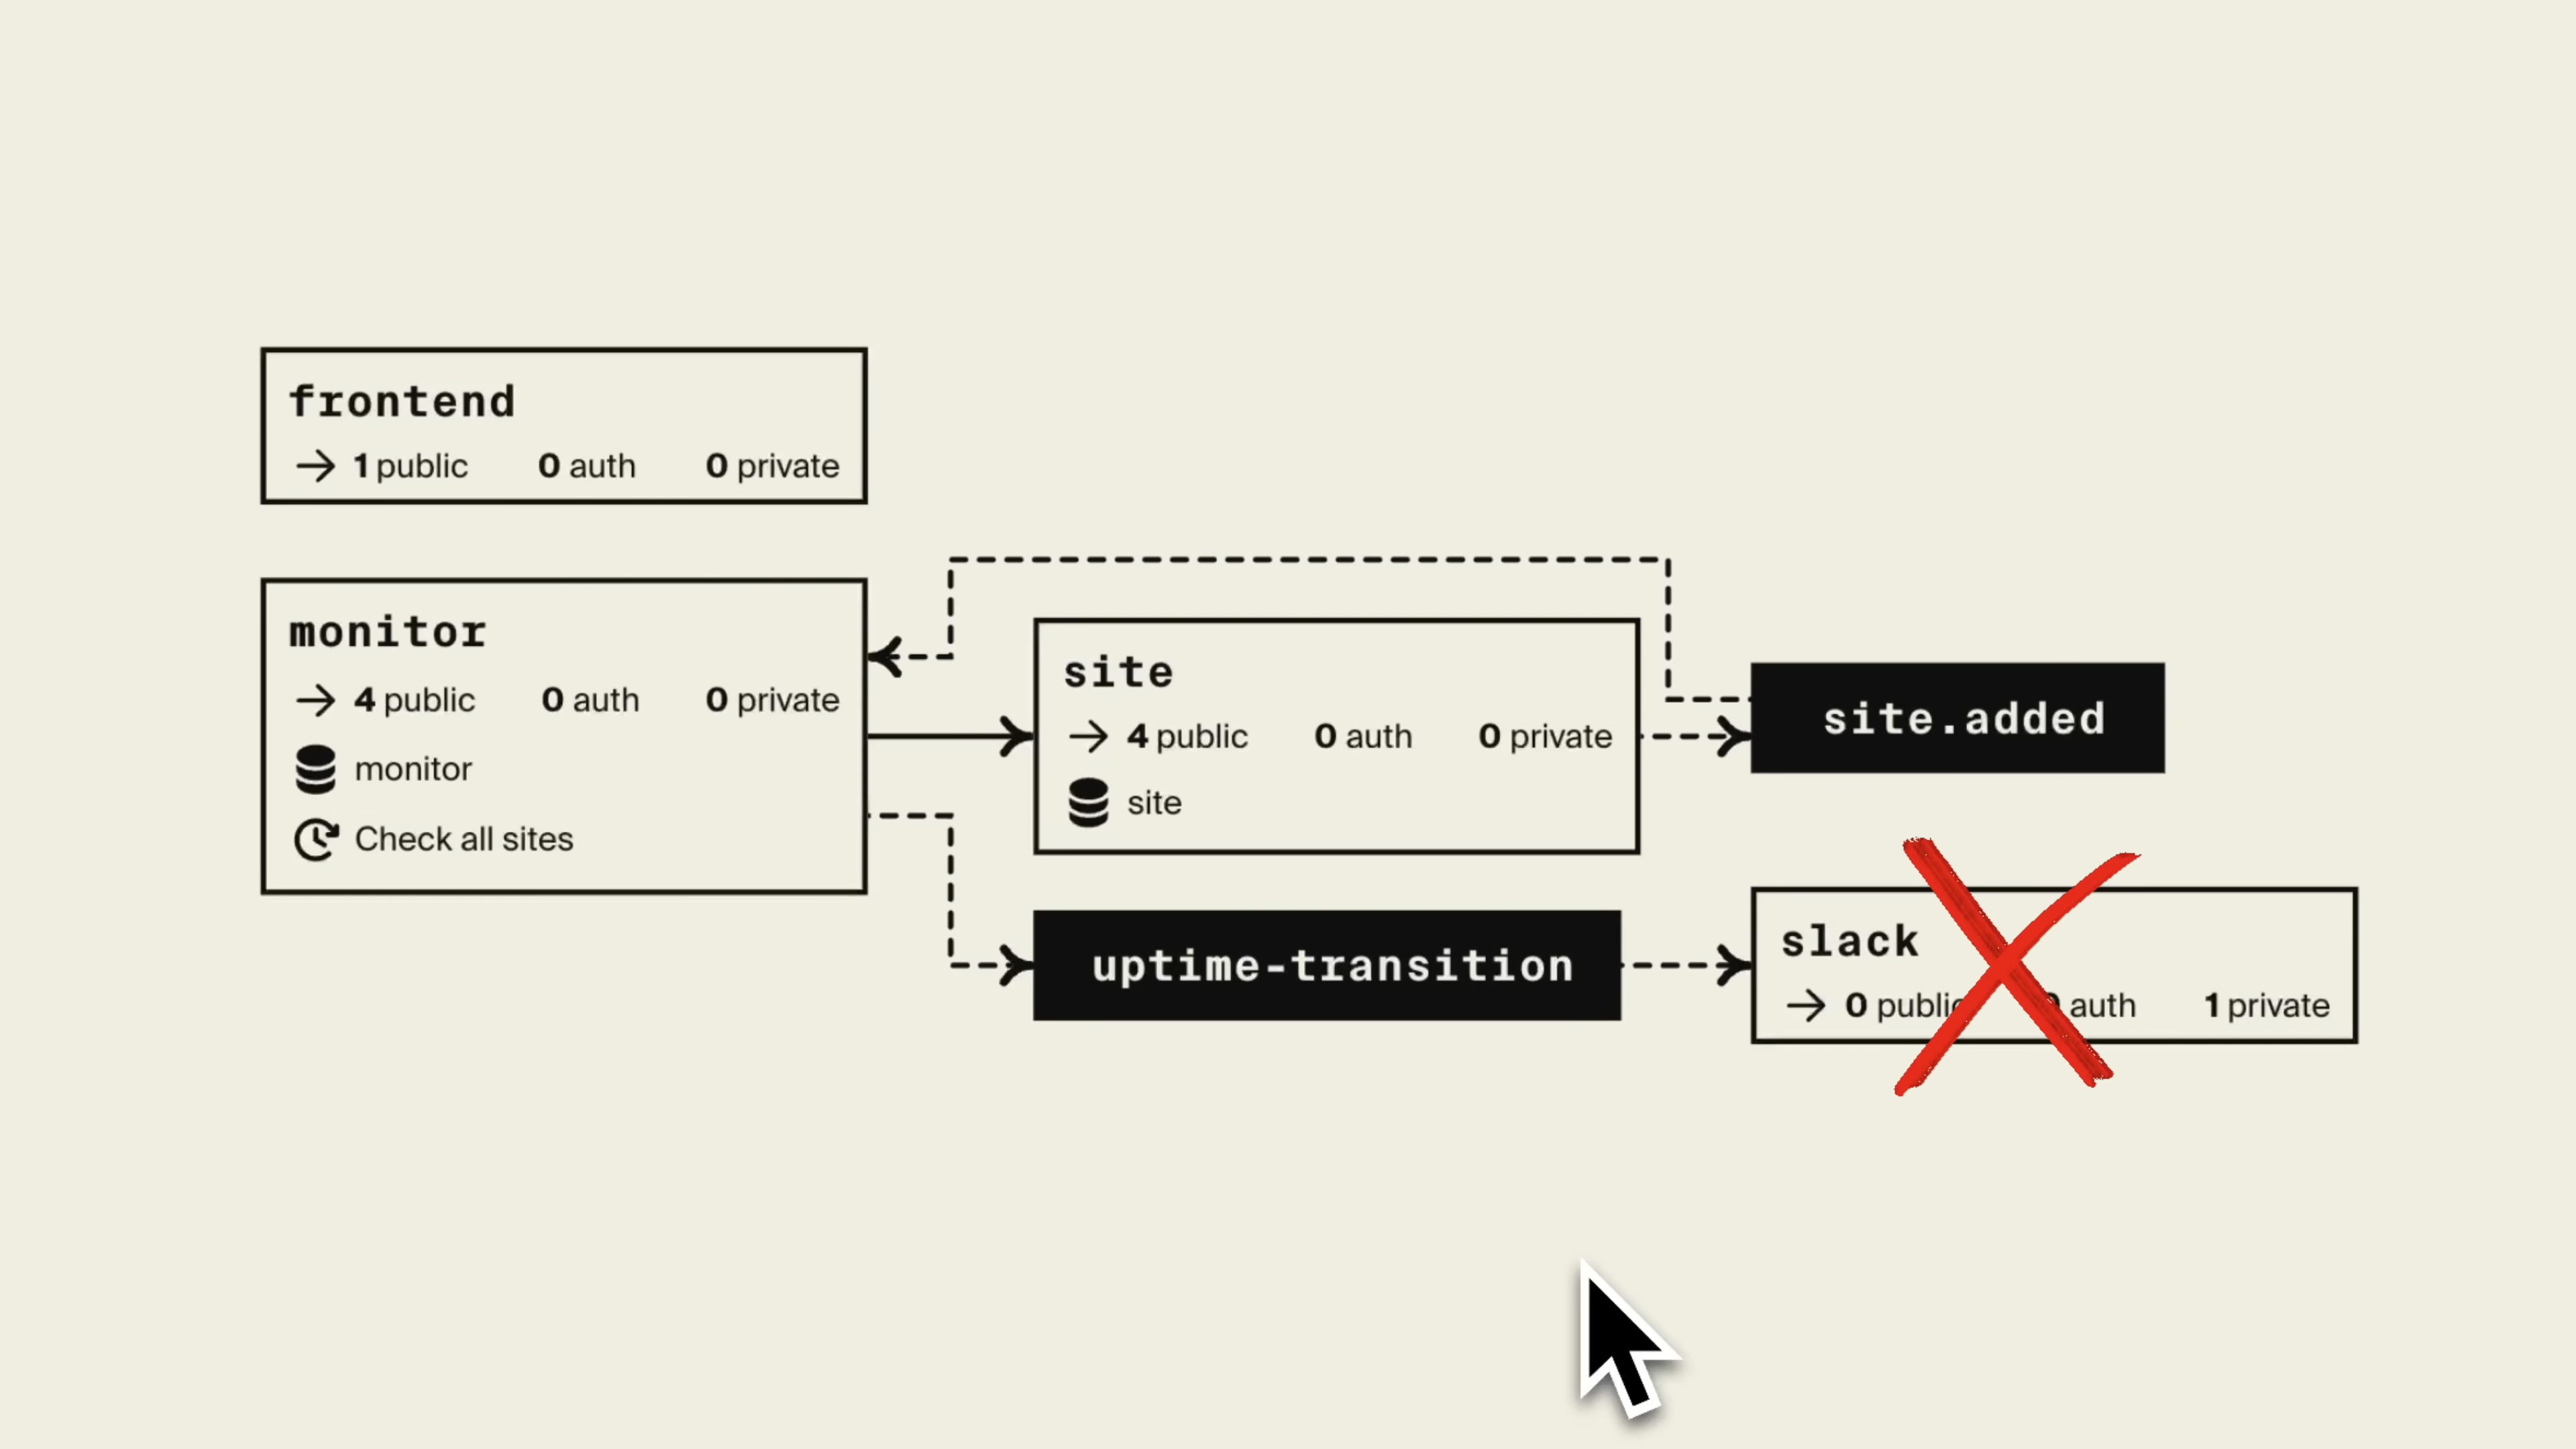 frontend
1 public 0 auth 0 private
monitor
4 public 0 auth 0 private
monitor
Check all sites
site
4 public 0 auth 0 private
site
site.added
uptime-transition
slack
0 public auth 1 private